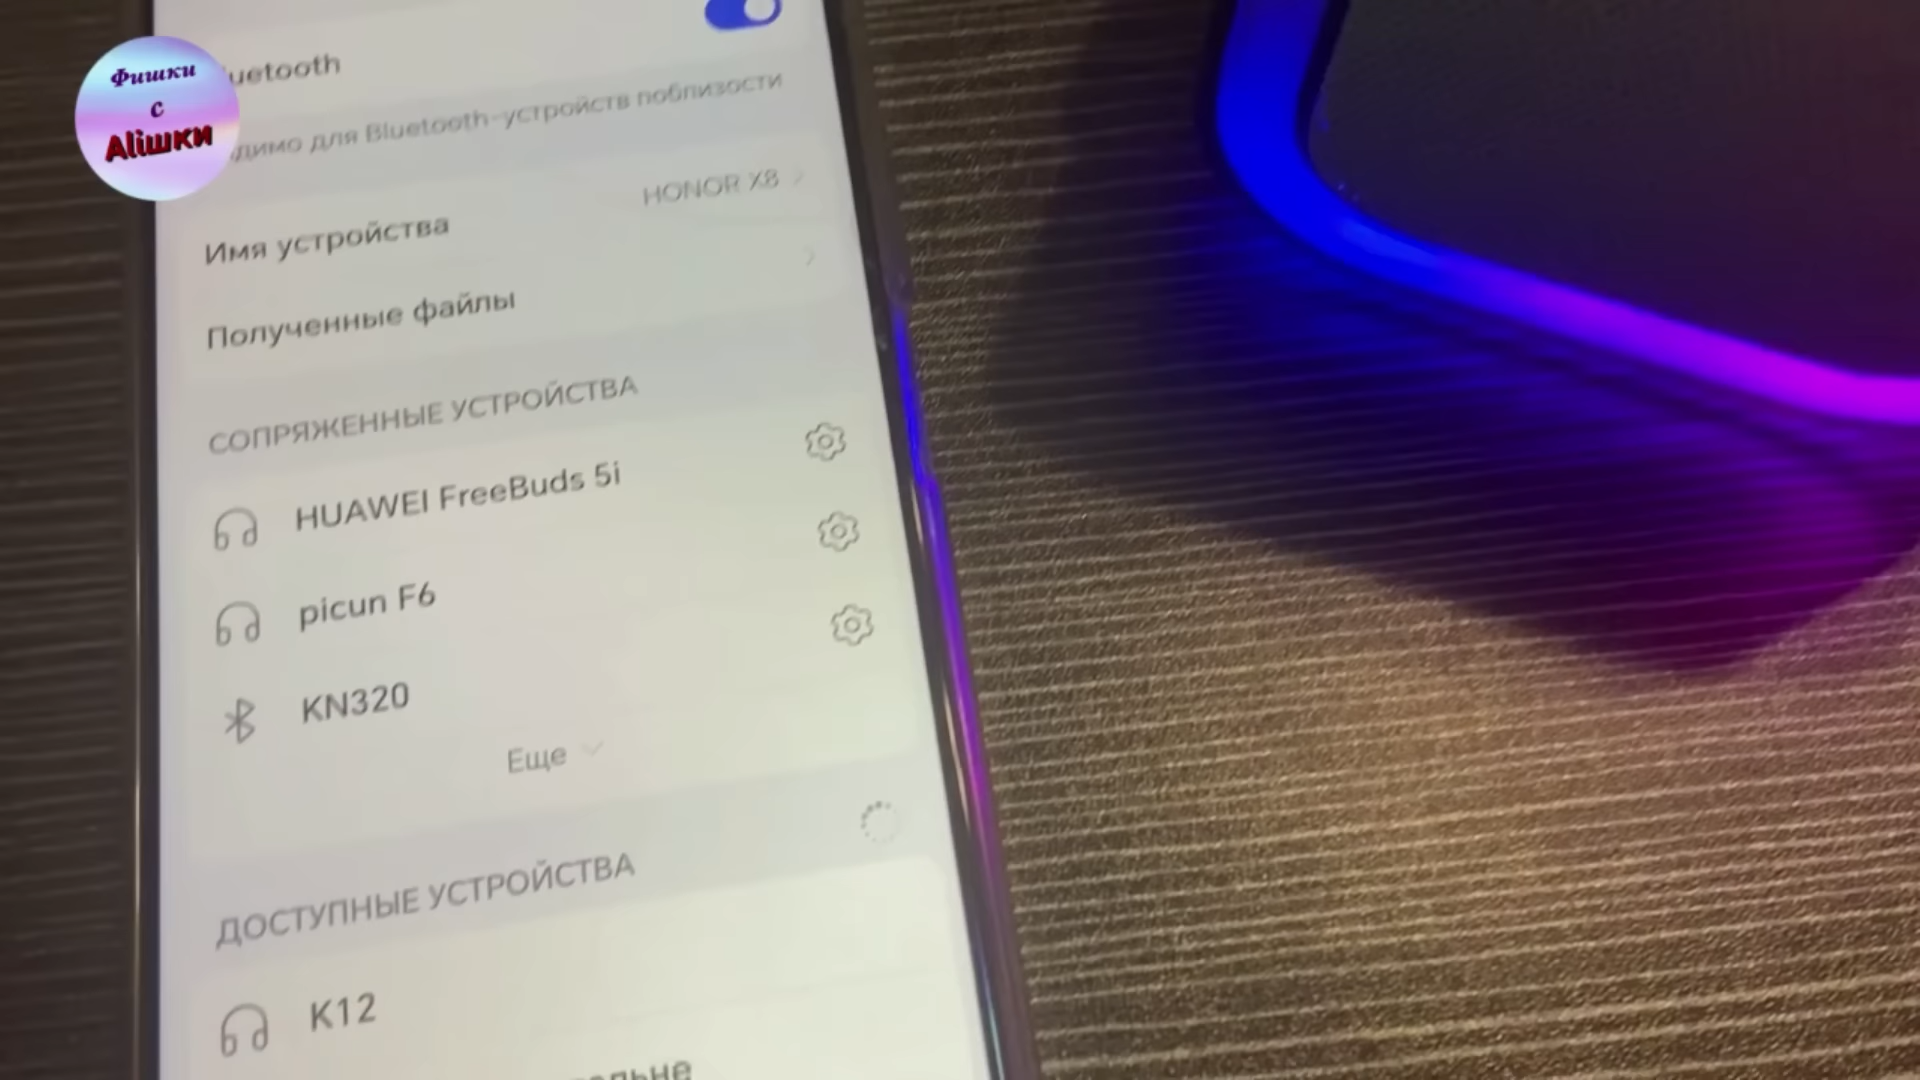 Фишки
с
Aliшки
uetooth
димо для Bluetooth-устройств поблизости
Имя устройства
HONOR X8
Полученные файлы
СОПРЯЖЕННЫЕ УСТРОЙСТВА
HUAWEI FreeBuds 5i
picun F6
KN320
Еще
ДОСТУПНЫЕ УСТРОЙСТВА
K12